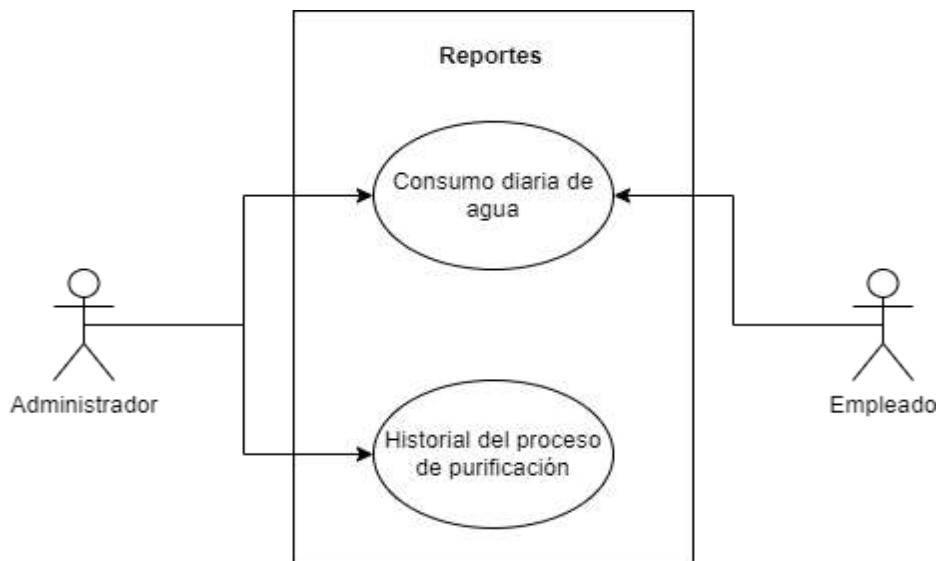 Reportes
Consumo diaria de
agua
Administrador
Empleado
Historial del proceso
de purificación